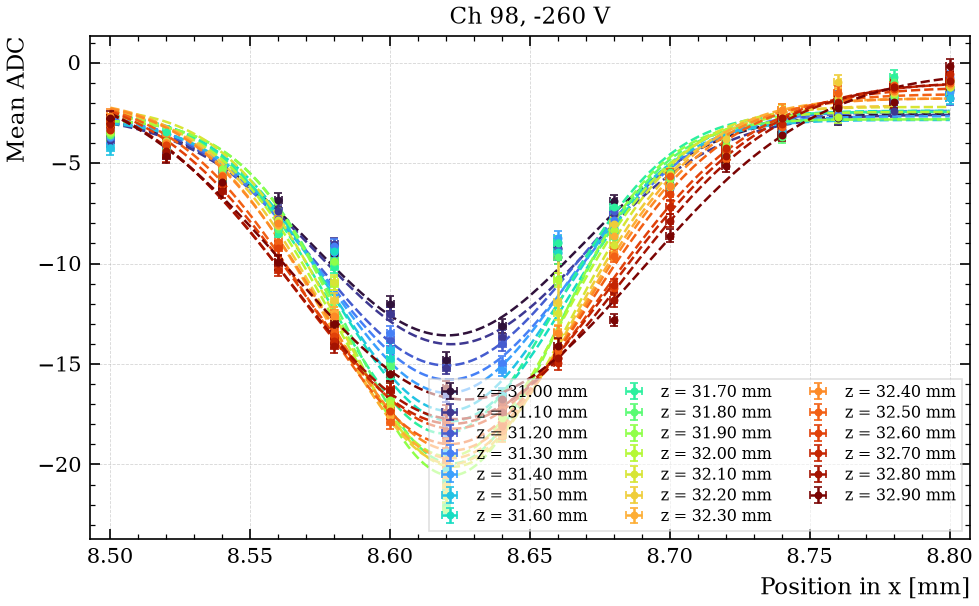 Ch 98, -260 V
Mean ADC
0
−5
−10
−15
−20
z = 31.00 mm
z = 31.10 mm
z = 31.20 mm
z = 31.30 mm
z = 31.40 mm
z = 31.50 mm
z = 31.60 mm
z = 31.70 mm
z = 31.80 mm
z = 31.90 mm
z = 32.00 mm
z = 32.10 mm
z = 32.20 mm
z = 32.30 mm
z = 32.40 mm
z = 32.50 mm
z = 32.60 mm
z = 32.70 mm
z = 32.80 mm
z = 32.90 mm
8.50 8.55 8.60 8.65 8.70 8.75 8.80
Position in x [mm]